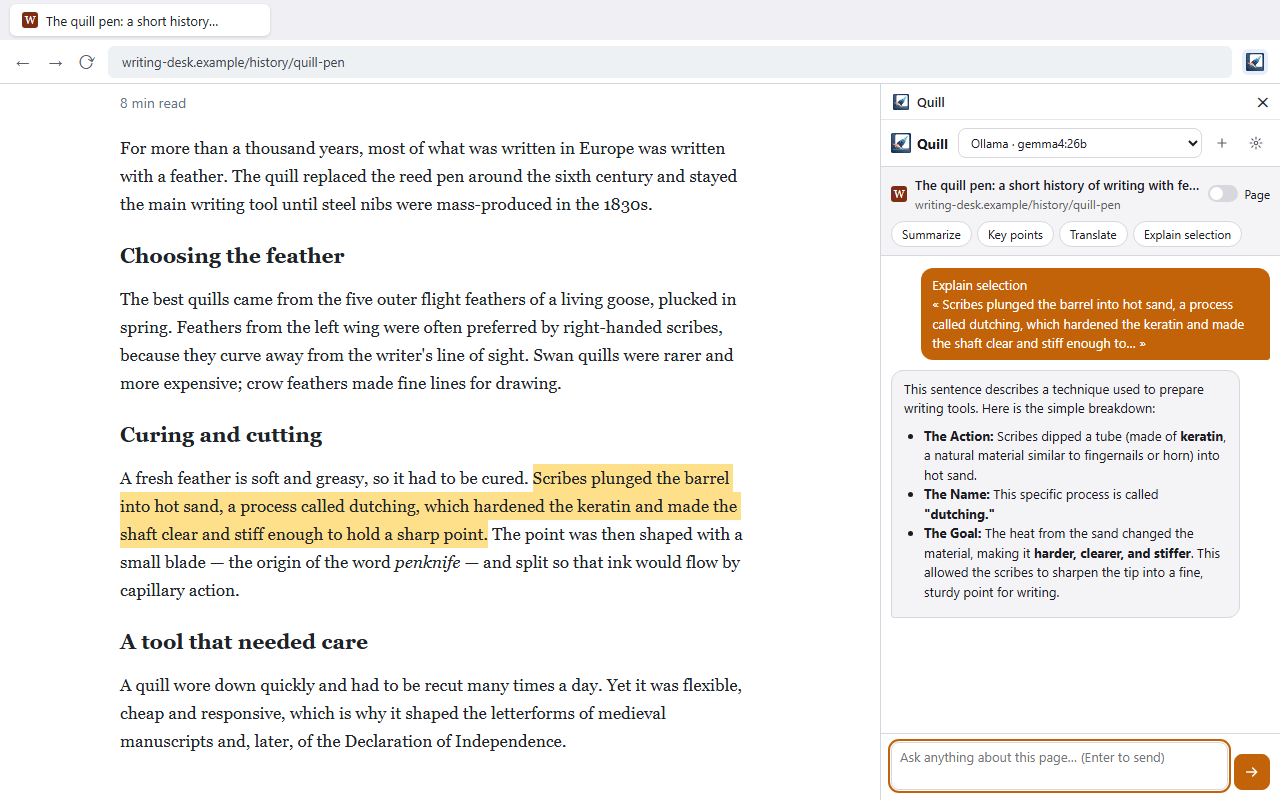 W The quill pen: a short history...
writing-desk.example/history/quill-pen
8 min read
For more than a thousand years, most of what was written in Europe was written
with a feather. The quill replaced the reed pen around the sixth century and stayed
the main writing tool until steel nibs were mass-produced in the 1830s.
Choosing the feather
The best quills came from the five outer flight feathers of a living goose, plucked in
spring. Feathers from the left wing were often preferred by right-handed scribes,
because they curve away from the writer's line of sight. Swan quills were rarer and
more expensive; crow feathers made fine lines for drawing.
Curing and cutting
A fresh feather is soft and greasy, so it had to be cured. Scribes plunged the barrel
into hot sand, a process called dutching, which hardened the keratin and made the
shaft clear and stiff enough to hold a sharp point. The point was then shaped with a
small blade — the origin of the word penknife — and split so that ink would flow by
capillary action.
A tool that needed care
A quill wore down quickly and had to be recut many times a day. Yet it was flexible,
cheap and responsive, which is why it shaped the letterforms of medieval
manuscripts and, later, of the Declaration of Independence.
Quill
Quill Ollama · gemma4:26b
W The quill pen: a short history of writing with fe...
writing-desk.example/history/quill-pen
Page
Summarize Key points Translate Explain selection
Explain selection
« Scribes plunged the barrel into hot sand, a process
called dutching, which hardened the keratin and made
the shaft clear and stiff enough to... »
This sentence describes a technique used to prepare
writing tools. Here is the simple breakdown:
• The Action: Scribes dipped a tube (made of keratin,
a natural material similar to fingernails or horn) into
hot sand.
• The Name: This specific process is called
"dutching."
• The Goal: The heat from the sand changed the
material, making it harder, clearer, and stiffer. This
allowed the scribes to sharpen the tip into a fine,
sturdy point for writing.
Ask anything about this page... (Enter to send)